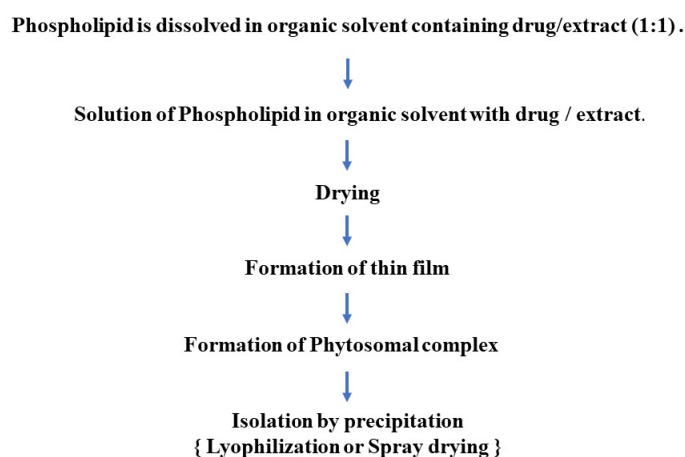 Phospholipid is dissolved in organic solvent containing drug/extract (1:1) .
Solution of Phospholipid in organic solvent with drug / extract.
Drying
Formation of thin film
Formation of Phytosomal complex
Isolation by precipitation
{ Lyophilization or Spray drying }